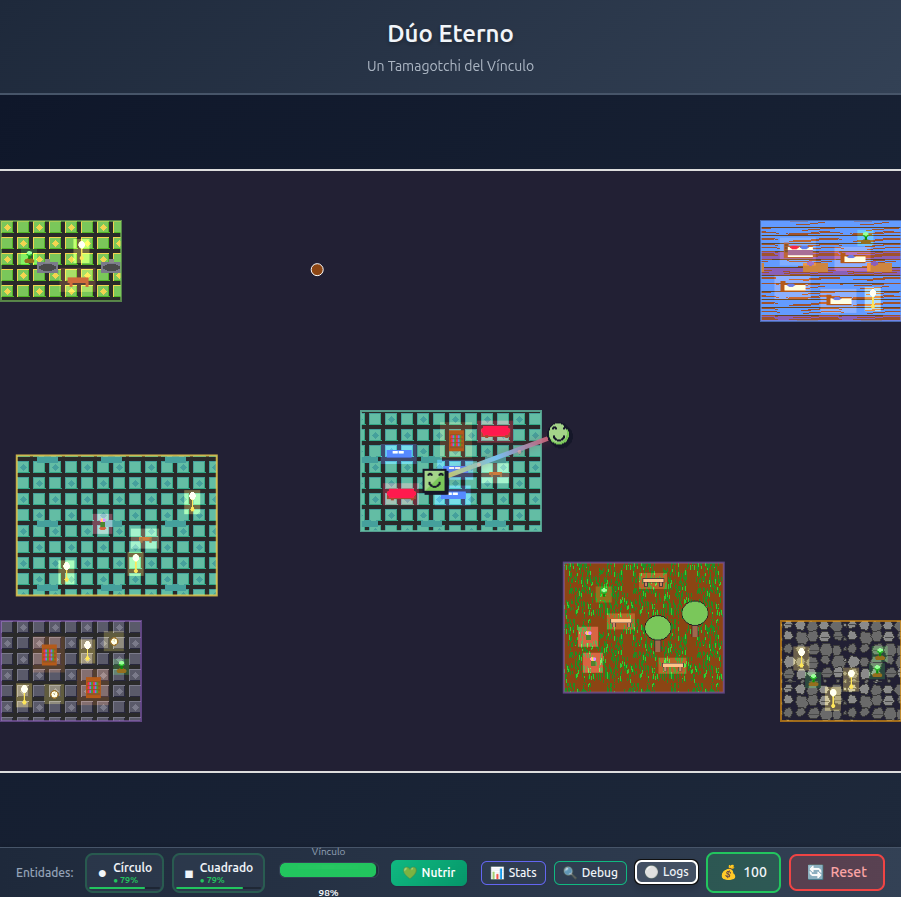 Dúo Eterno
Un Tamagotchi del Vínculo
Vínculo
Entidades:
Círculo
79%
Cuadrado
79%
98%
Nutrir
Stats
Debug
Logs
100
Reset